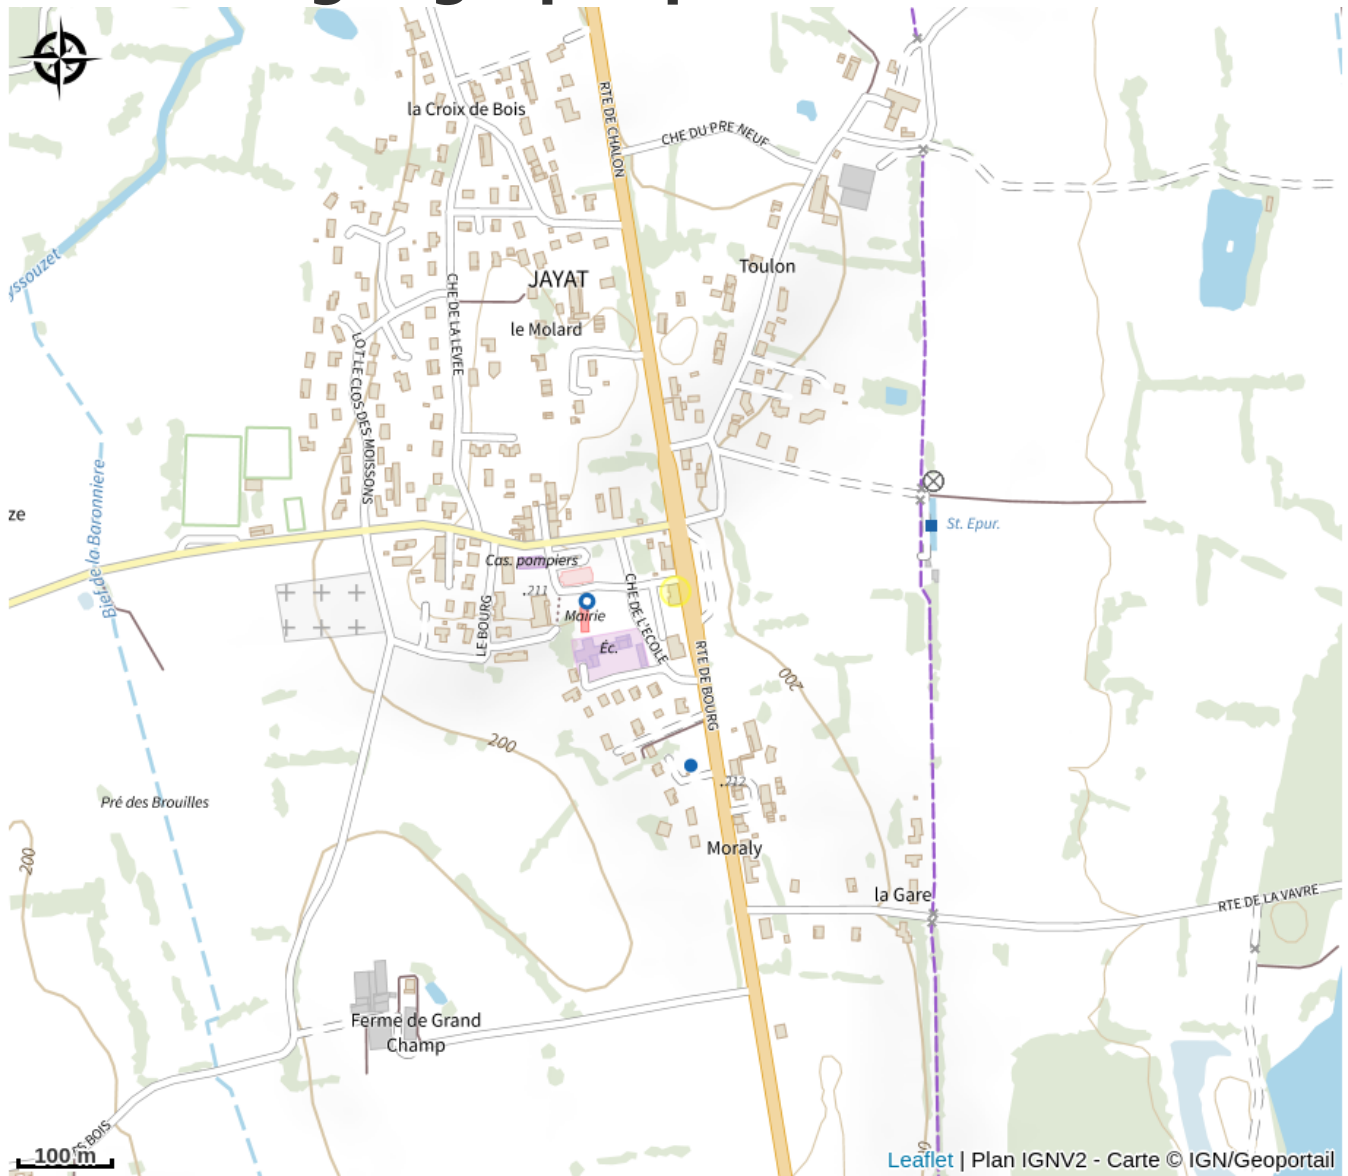 la Croix de Bois
RTE DE CHALON
CHE DU PRE NEUF
yssouzet
Toulon
JAYAT
CHE DE LA LEVEE
le Molard
LOT LE CLOS DES MOISSONS
ze
Bief de la Baronniere
St. Epur.
Cas. pompiers
.211
Mairie
LE BOURG
CHE DE L'ECOLE
Éc.
RTE DE BOURG
200
200
.212
Pré des Brouilles
Moraly
200
la Gare
RTE DE LA VAVRE
Ferme de Grand
Champ
BOIS
100 m
Leaflet | Plan IGNV2 - Carte © IGN/Geoportail